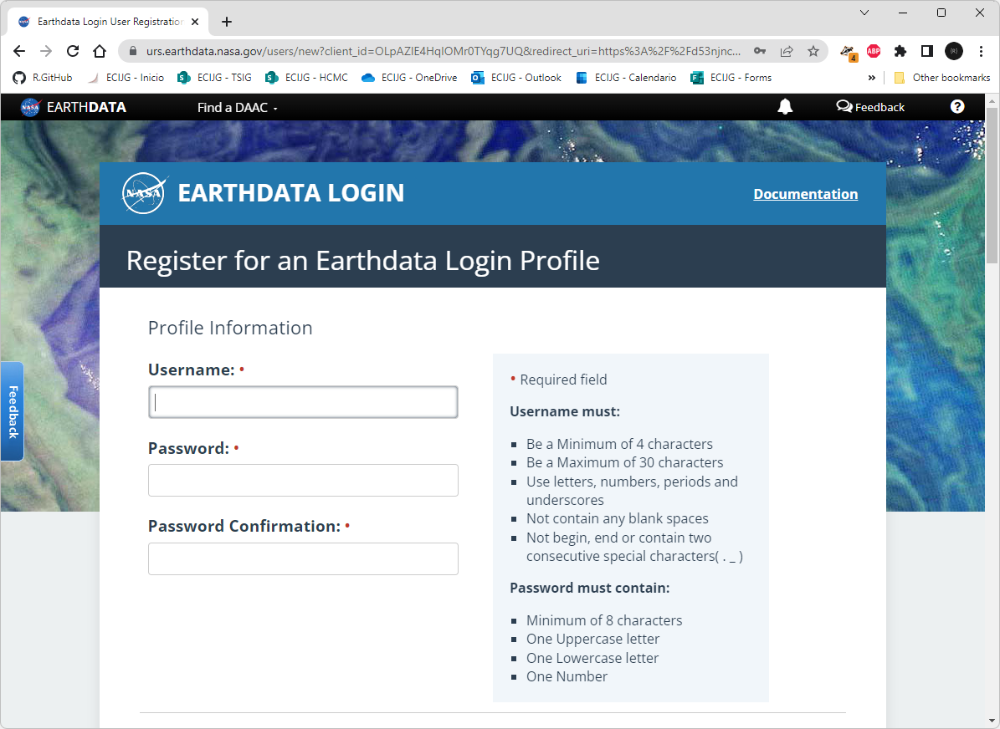 Earthdata Login User Registration
urs.earthdata.nasa.gov/users/new?client_id=OLpAZlE4HqIOMr0TYqg7UQ&redirect_uri=https%3A%2F%2Fd53njnc...
4
ABP
(R)
R.GitHub
ECIJG - Inicio
ECIJG - TSIG
ECIJG - HCMC
ECIJG - OneDrive
ECIJG - Outlook
ECIJG - Calendario
ECIJG - Forms
»
Other bookmarks
NASA EARTHDATA
Find a DAAC
Feedback
?
NASA
EARTHDATA LOGIN
Documentation
Register for an Earthdata Login Profile
Profile Information
Username: •
Password: •
Password Confirmation: •
Feedback
• Required field
Username must:
Be a Minimum of 4 characters
Be a Maximum of 30 characters
Use letters, numbers, periods and
underscores
Not contain any blank spaces
Not begin, end or contain two
consecutive special characters( . _ )
Password must contain:
Minimum of 8 characters
One Uppercase letter
One Lowercase letter
One Number